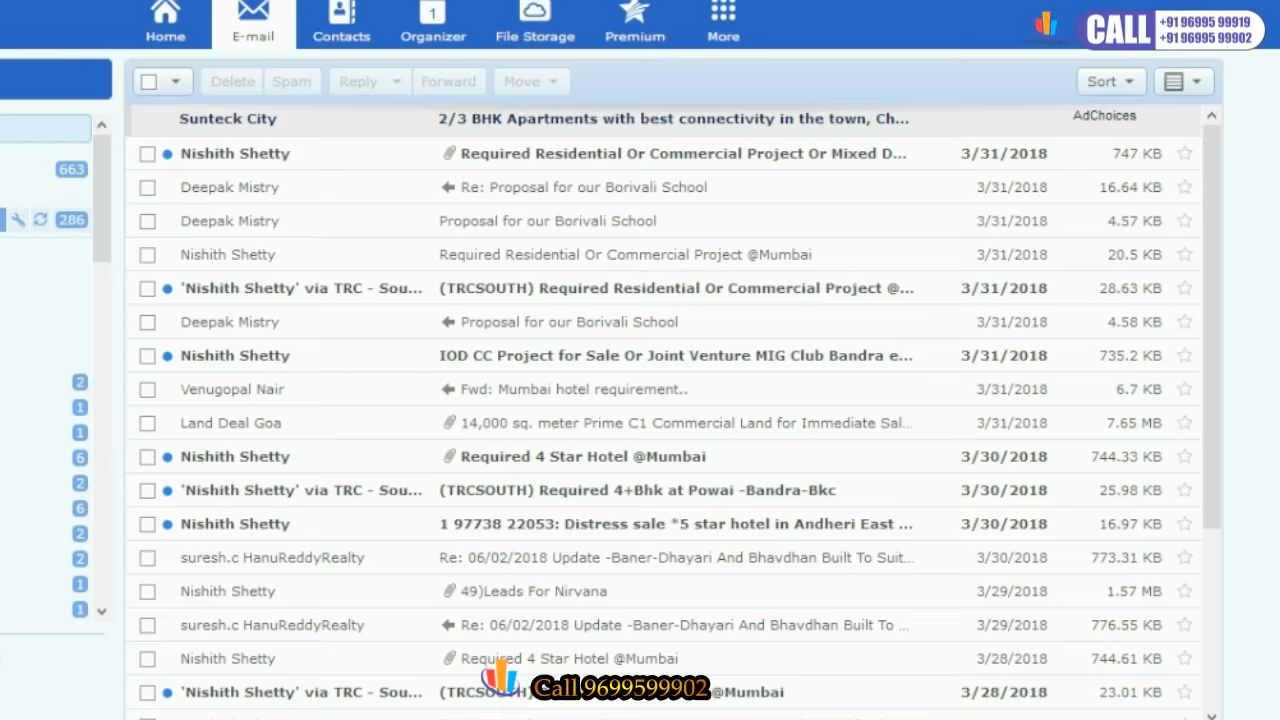 Home E-mail Contacts 1 Organizer File Storage Premium More
CALL +91 96995 99919
+91 96995 99902
Delete Spam Reply Forward Move Sort
Sunteck City 2/3 BHK Apartments with best connectivity in the town, Ch... AdChoices
Nishith Shetty Required Residential Or Commercial Project Or Mixed D... 3/31/2018 747 KB
663
Deepak Mistry Re: Proposal for our Borivali School 3/31/2018 16.64 KB
286 Deepak Mistry Proposal for our Borivali School 3/31/2018 4.57 KB
Nishith Shetty Required Residential Or Commercial Project @Mumbai 3/31/2018 20.5 KB
'Nishith Shetty' via TRC - Sou... (TRCSOUTH) Required Residential Or Commercial Project @... 3/31/2018 28.63 KB
Deepak Mistry Proposal for our Borivali School 3/31/2018 4.58 KB
Nishith Shetty IOD CC Project for Sale Or Joint Venture MIG Club Bandra e... 3/31/2018 735.2 KB
2 Venugopal Nair Fwd: Mumbai hotel requirement.. 3/31/2018 6.7 KB
1
Land Deal Goa 14,000 sq. meter Prime C1 Commercial Land for Immediate Sal... 3/31/2018 7.65 MB
1
6 Nishith Shetty Required 4 Star Hotel @Mumbai 3/30/2018 744.33 KB
2 'Nishith Shetty' via TRC - Sou... (TRCSOUTH) Required 4+Bhk at Powai -Bandra-Bkc 3/30/2018 25.98 KB
6
Nishith Shetty 1 97738 22053: Distress sale *5 star hotel in Andheri East ... 3/30/2018 16.97 KB
2
2 suresh.c HanuReddyRealty Re: 06/02/2018 Update -Baner-Dhayari And Bhavdhan Built To Suit... 3/30/2018 773.31 KB
1 Nishith Shetty 49)Leads For Nirvana 3/29/2018 1.57 MB
1
suresh.c HanuReddyRealty Re: 06/02/2018 Update -Baner-Dhayari And Bhavdhan Built To ... 3/29/2018 776.55 KB
Nishith Shetty Required 4 Star Hotel @Mumbai 3/28/2018 744.61 KB
'Nishith Shetty' via TRC - Sou... (TRCSOUTH) @Mumbai 3/28/2018 23.01 KB
Call 9699599902